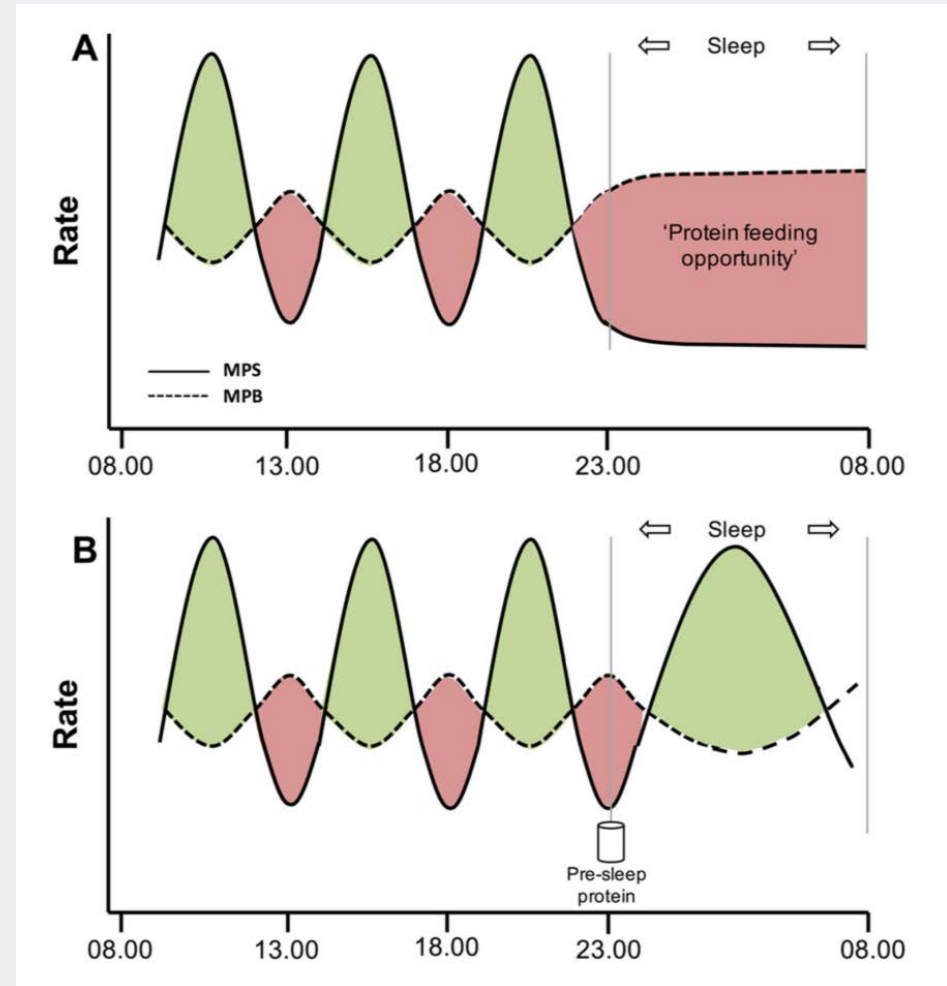 A
Sleep
Rate
'Protein feeding
opportunity'
MPS
MPB
08.00 13.00 18.00 23.00 08.00
B
Sleep
Rate
Pre-sleep
protein
08.00 13.00 18.00 23.00 08.00